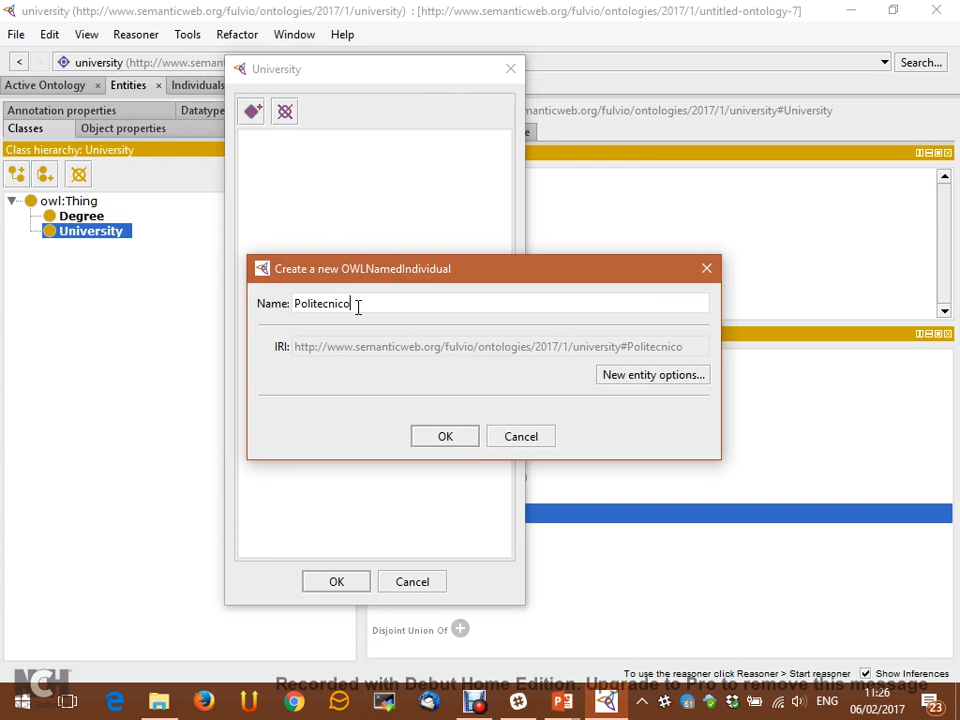 university (http://www.semanticweb.org/fulvio/ontologies/2017/1/university) : [http://www.semanticweb.org/fulvio/ontologies/2017/1/untitled-ontology-7]
File Edit View Reasoner Tools Refactor Window Help
< university (http://www.seman Search...
University
Active Ontology × Entities × Individuals
Annotation properties Datatype
manticweb.org/fulvio/ontologies/2017/1/university#University
Classes Object properties
Class hierarchy: University
owl:Thing
Degree
University
Create a new OWLNamedIndividual
Name: Politecnico
IRI: http://www.semanticweb.org/fulvio/ontologies/2017/1/university#Politecnico
New entity options...
OK Cancel
OK Cancel
Disjoint Union Of
To use the reasoner click Reasoner > Start reasoner Show Inferences
NCH
Recorded with Debut Home Edition. Upgrade to Pro to remove this message
61 ENG 11:26
06/02/2017 23